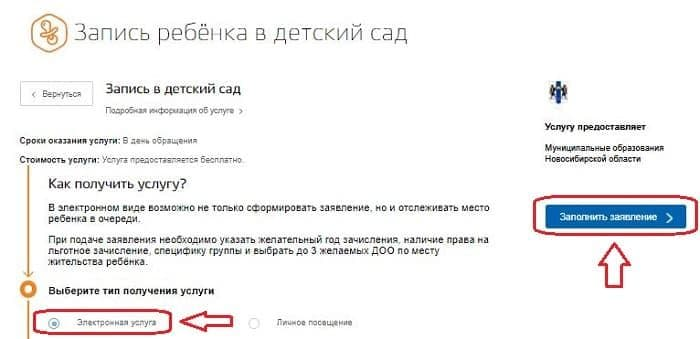 Запись ребёнка в детский сад
Вернуться
Запись в детский сад
Подробная информация об услуге
Сроки оказания услуги: В день обращения
Стоимость услуги: Услуга предоставляется бесплатно.
Как получить услугу?
В электронном виде возможно не только сформировать заявление, но и отслеживать место
ребенка в очереди.
При подаче заявления необходимо указать желательный год зачисления, наличие права на
льготное зачисление, специфику группы и выбрать до 3 желаемых ДОО по месту
жительства ребёнка.
Выберите тип получения услуги
Электронная услуга
Личное посещение
Услугу предоставляет
Муниципальные образования
Новосибирской области
Заполнить заявление